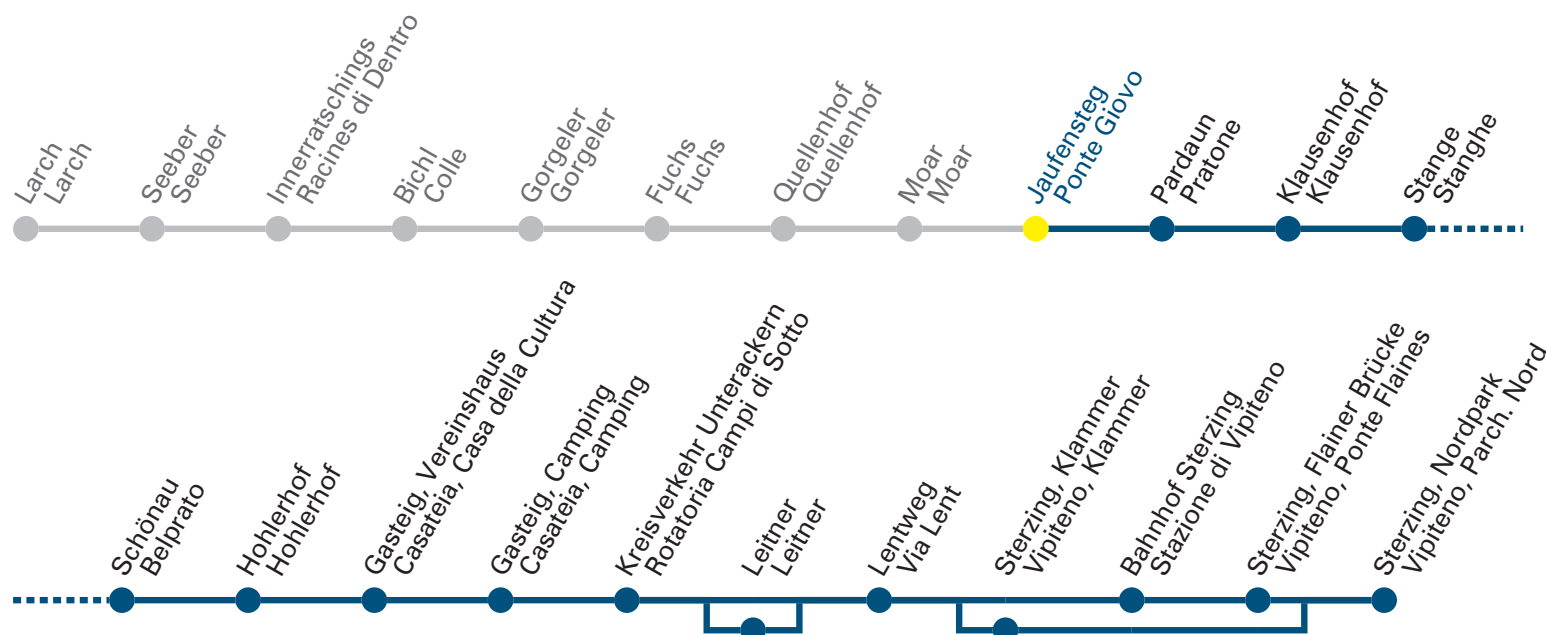 Larch
Larch
Seeber
Seeber
Innerratschings
Racines di Dentro
Bichl
Colle
Gorgeler
Gorgeler
Fuchs
Fuchs
Quellenhof
Quellenhof
Moar
Moar
Jaufensteg
Ponte Giovo
Pardaun
Pratone
Klausenhof
Klausenhof
Stange
Stanghe
Schönau
Belprato
Hohlerhof
Hohlerhof
Gasteig, Vereinshaus
Casateia, Casa della Cultura
Gasteig, Camping
Casateia, Camping
Kreisverkehr Unterackern
Rotatoria Campi di Sotto
Leitner
Leitner
Lentweg
Via Lent
Sterzing, Klammer
Vipiteno, Klammer
Bahnhof Sterzing
Stazione di Vipiteno
Sterzing, Flainer Brücke
Vipiteno, Ponte Flaines
Sterzing, Nordpark
Vipiteno, Parch. Nord